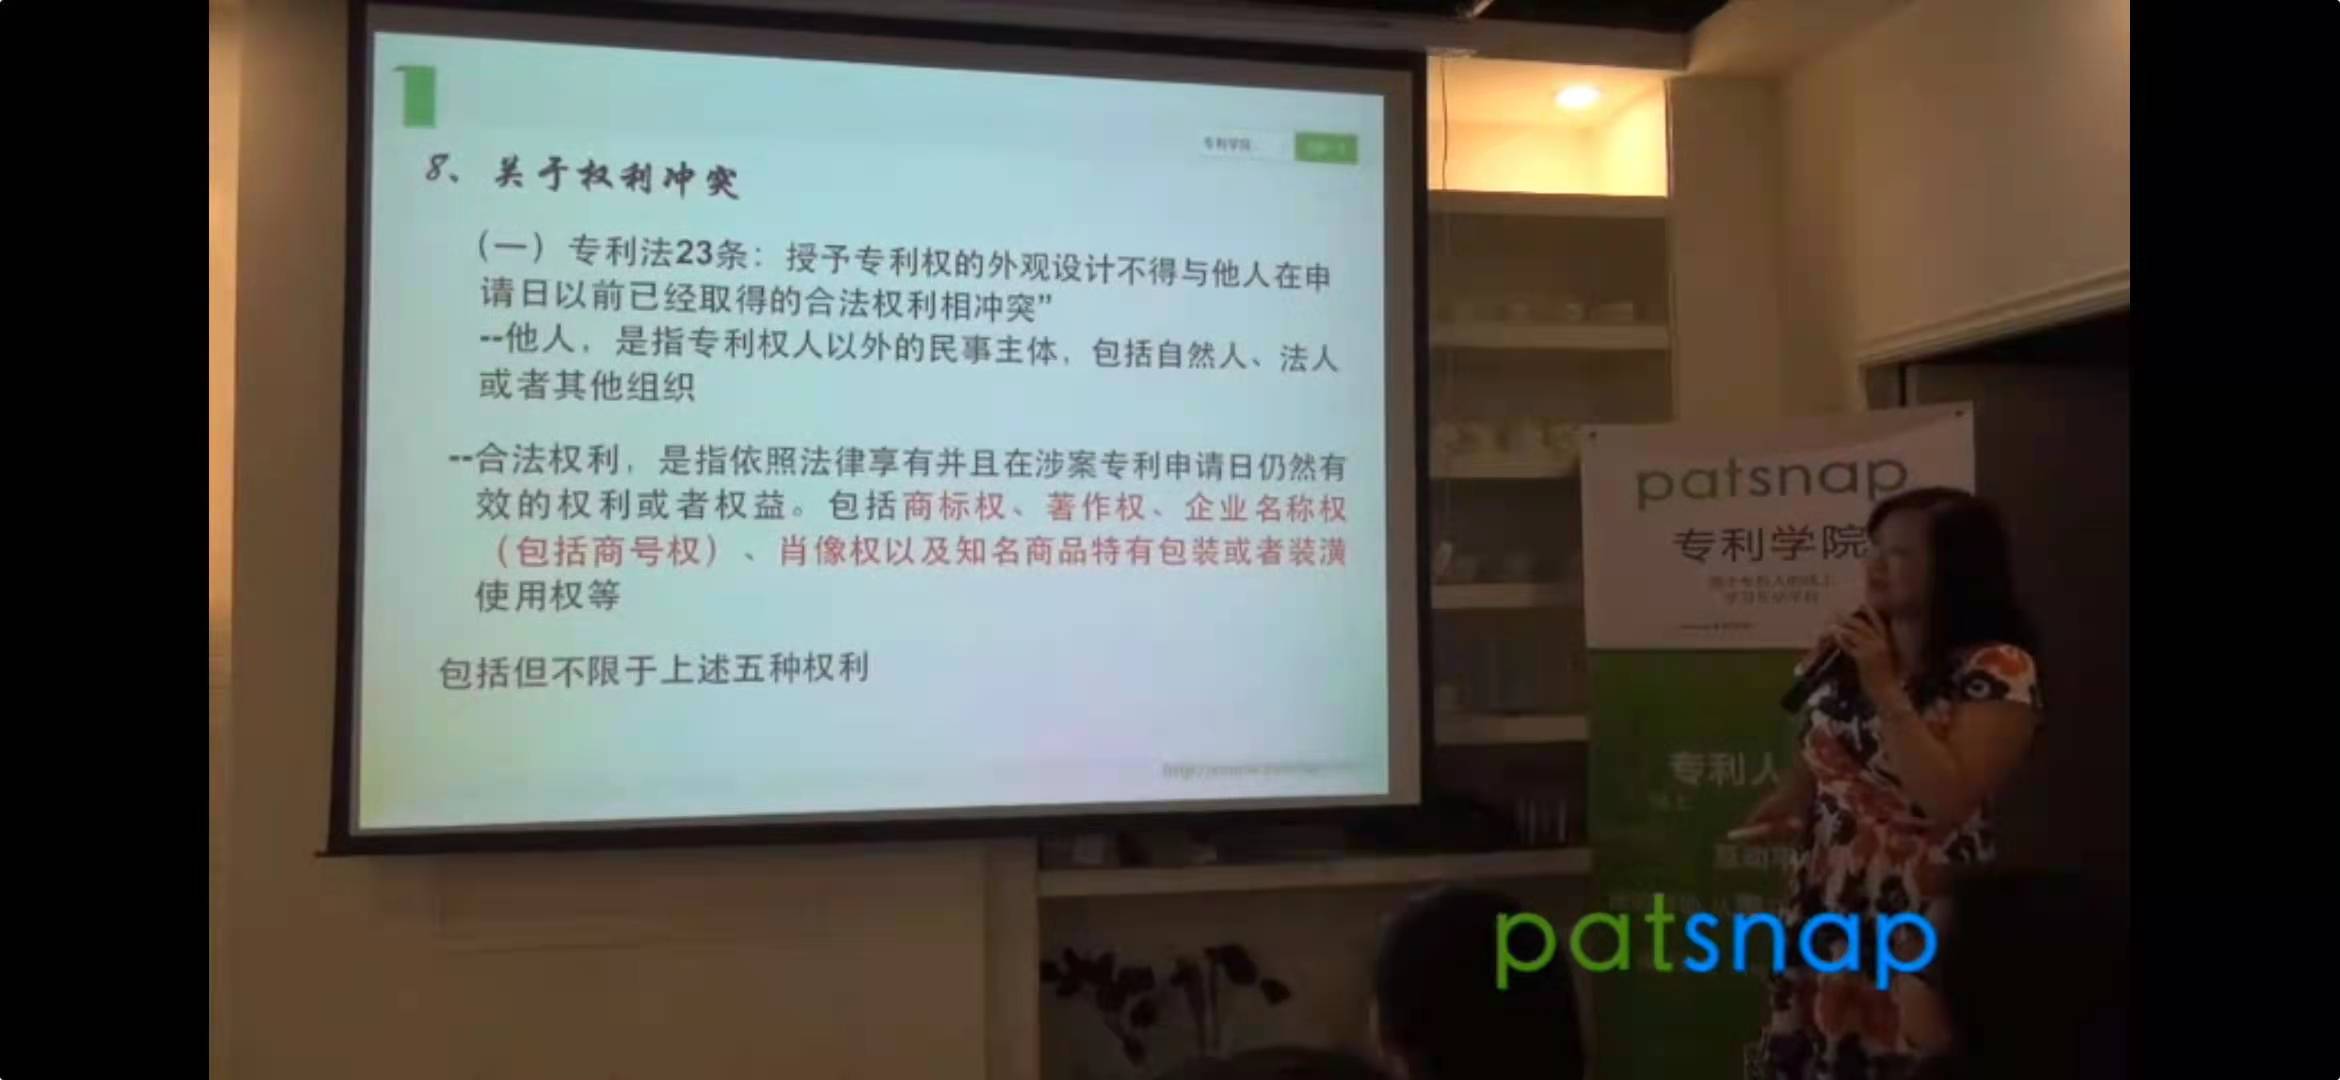 专利学院
8、关于权利冲突
（一）专利法23条：授予专利权的外观设计不得与他人在申
请日以前已经取得的合法权利相冲突”
--他人，是指专利权人以外的民事主体，包括自然人、法人
或者其他组织
--合法权利，是指依照法律享有并且在涉案专利申请日仍然有
效的权利或者权益。包括商标权、著作权、企业名称权
（包括商号权）、肖像权以及知名商品特有包装或者装潢
使用权等
包括但不限于上述五种权利
patsnap
专利学院
专利人
patsnap